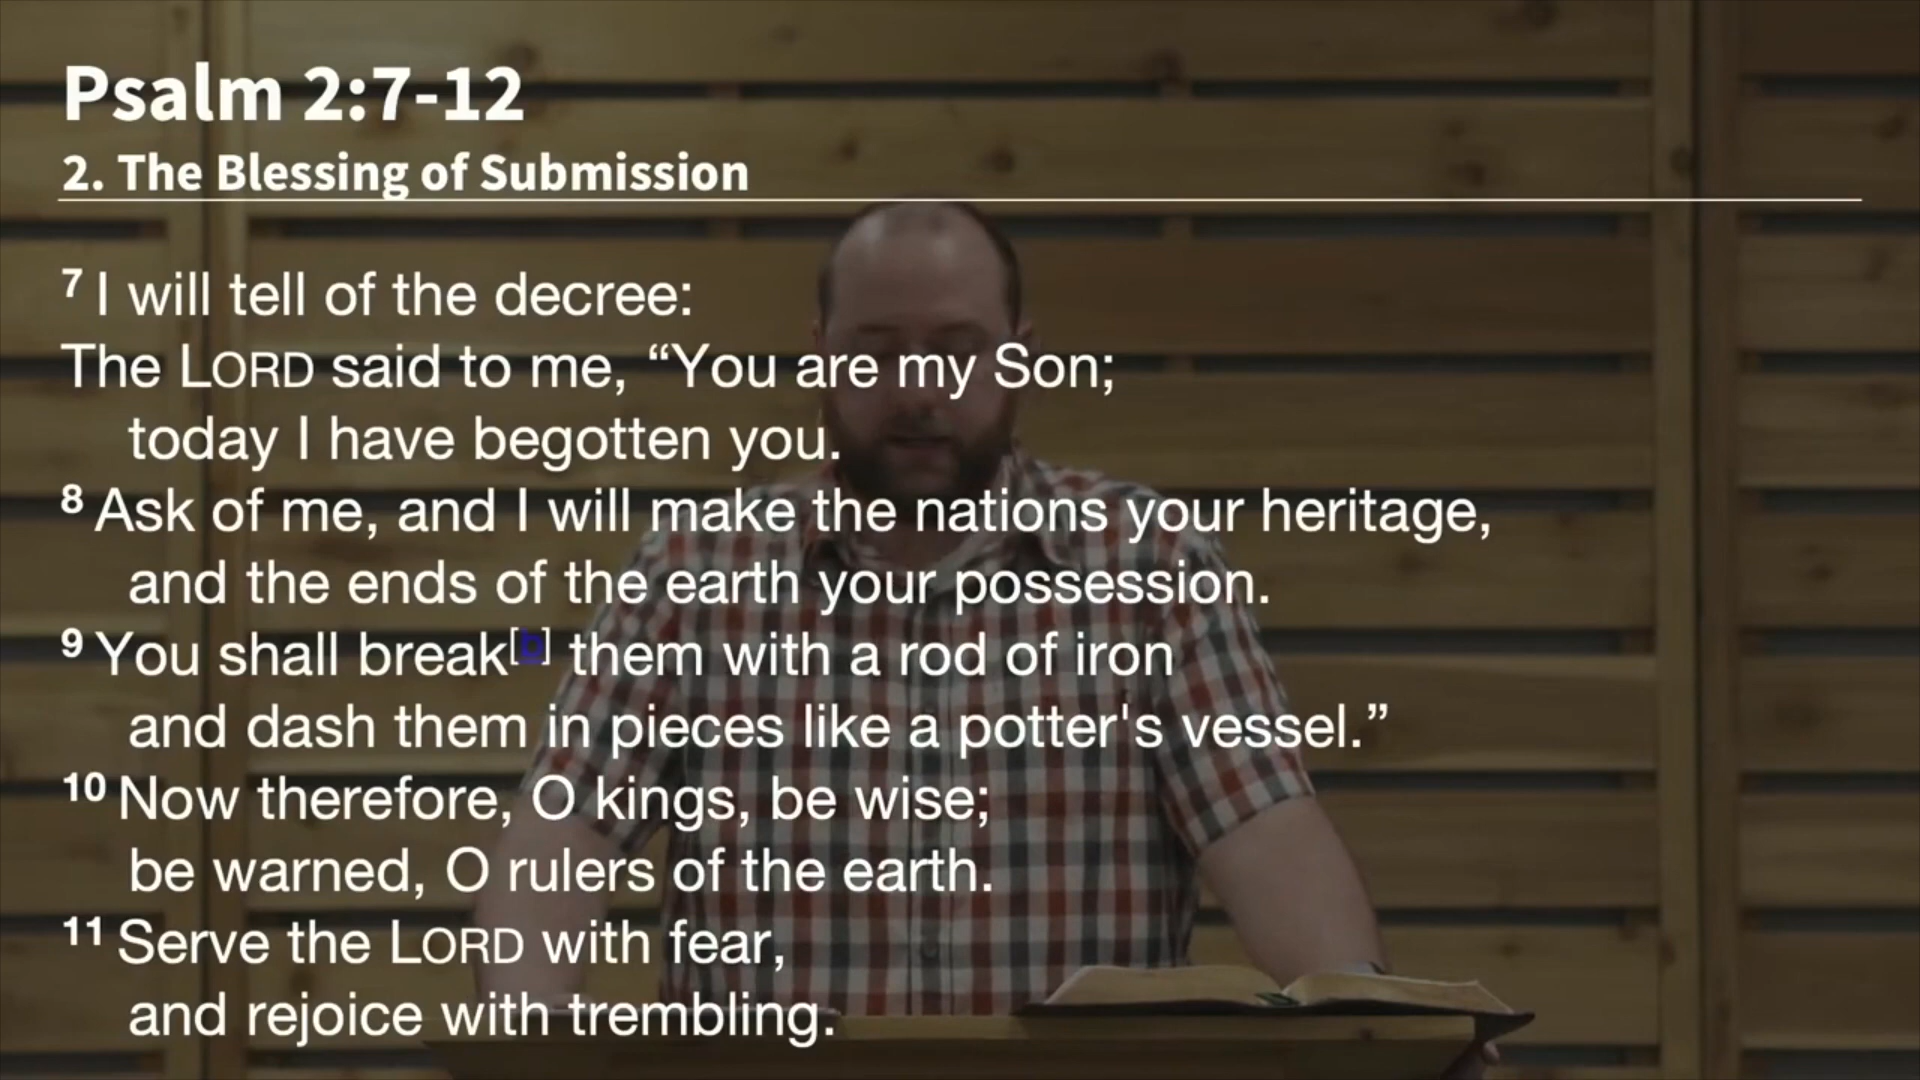 Psalm 2:7-12
2. The Blessing of Submission
7 I will tell of the decree:
The LORD said to me, “You are my Son;
today I have begotten you.
8 Ask of me, and I will make the nations your heritage,
and the ends of the earth your possession.
9 You shall break[b] them with a rod of iron
and dash them in pieces like a potter's vessel.”
10 Now therefore, O kings, be wise;
be warned, O rulers of the earth.
11 Serve the LORD with fear,
and rejoice with trembling.